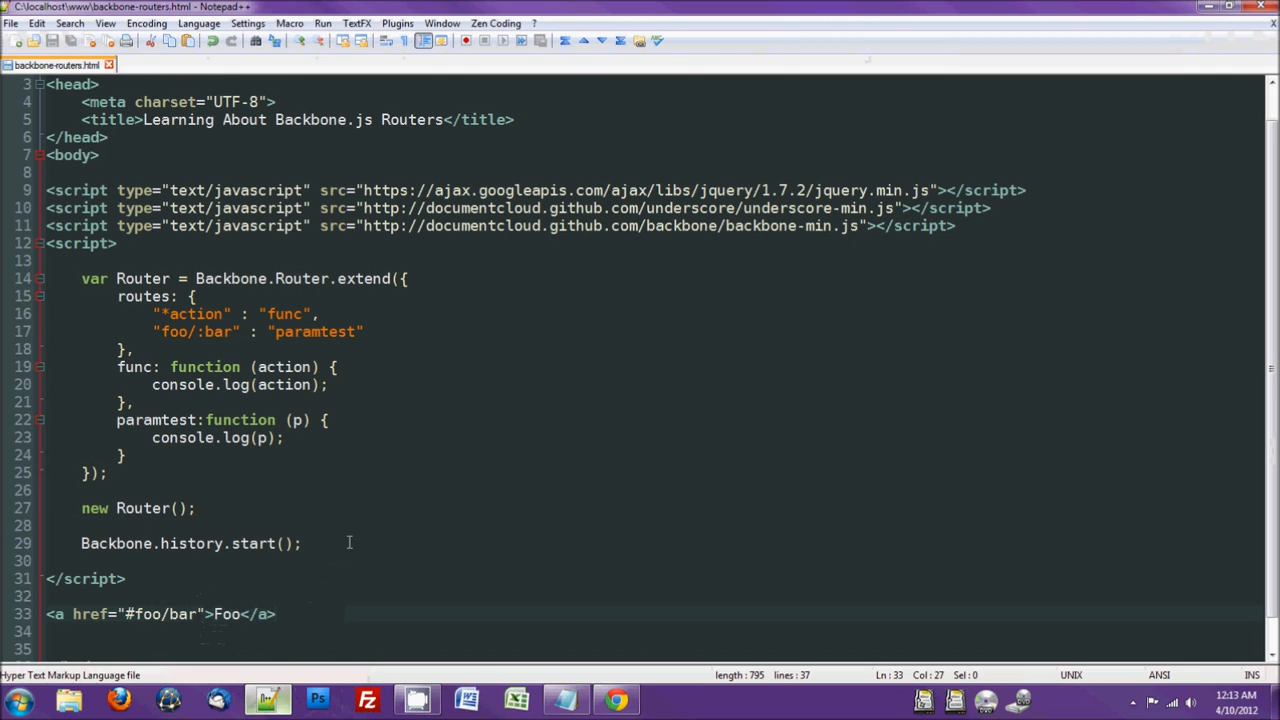 C:\localhost\www\backbone-routers.html - Notepad++
File Edit Search View Encoding Language Settings Macro Run TextFX Plugins Window Zen Coding ? X
backbone-routers.html
3 <head>
4 <meta charset="UTF-8">
5 <title>Learning About Backbone.js Routers</title>
6 </head>
7 <body>
8
9 <script type="text/javascript" src="https://ajax.googleapis.com/ajax/libs/jquery/1.7.2/jquery.min.js"></script>
10 <script type="text/javascript" src="http://documentcloud.github.com/underscore/underscore-min.js"></script>
11 <script type="text/javascript" src="http://documentcloud.github.com/backbone/backbone-min.js"></script>
12 <script>
13
14 var Router = Backbone.Router.extend({
15 routes: {
16 "*action" : "func",
17 "foo/:bar" : "paramtest"
18 },
19 func: function (action) {
20 console.log(action);
21 },
22 paramtest:function (p) {
23 console.log(p);
24 }
25 });
26
27 new Router();
28
29 Backbone.history.start();
30
31 </script>
32
33 <a href="#foo/bar">Foo</a>
34
35
Hyper Text Markup Language file length : 795 lines : 37 Ln : 33 Col : 27 Sel : 0 UNIX ANSI INS
12:13 AM
4/10/2012